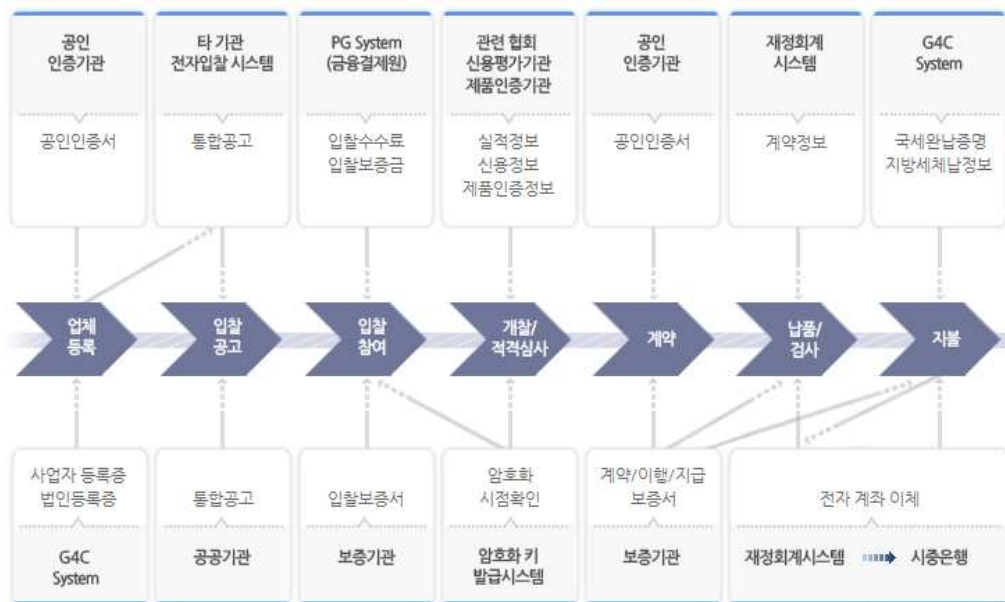 공인
인증기관
공인인증서
타 기관
전자입찰 시스템
통합공고
PG System
(금융결제원)
입찰수수료
입찰보증금
관련 협회
신용평가기관
제품인증기관
실적정보
신용정보
제품인증정보
공인
인증기관
공인인증서
재정회계
시스템
계약정보
G4C
System
국세완납증명
지방세체납정보
업체
등록
입찰
공고
입찰
참여
개찰/
적격심사
계약
납품/
검사
지불
사업자 등록증
법인등록증
G4C
System
통합공고
공공기관
입찰보증서
보증기관
암호화
시점확인
암호화 키
발급시스템
계약/이행/지급
보증서
보증기관
전자 계좌 이체
재정회계시스템
시중은행